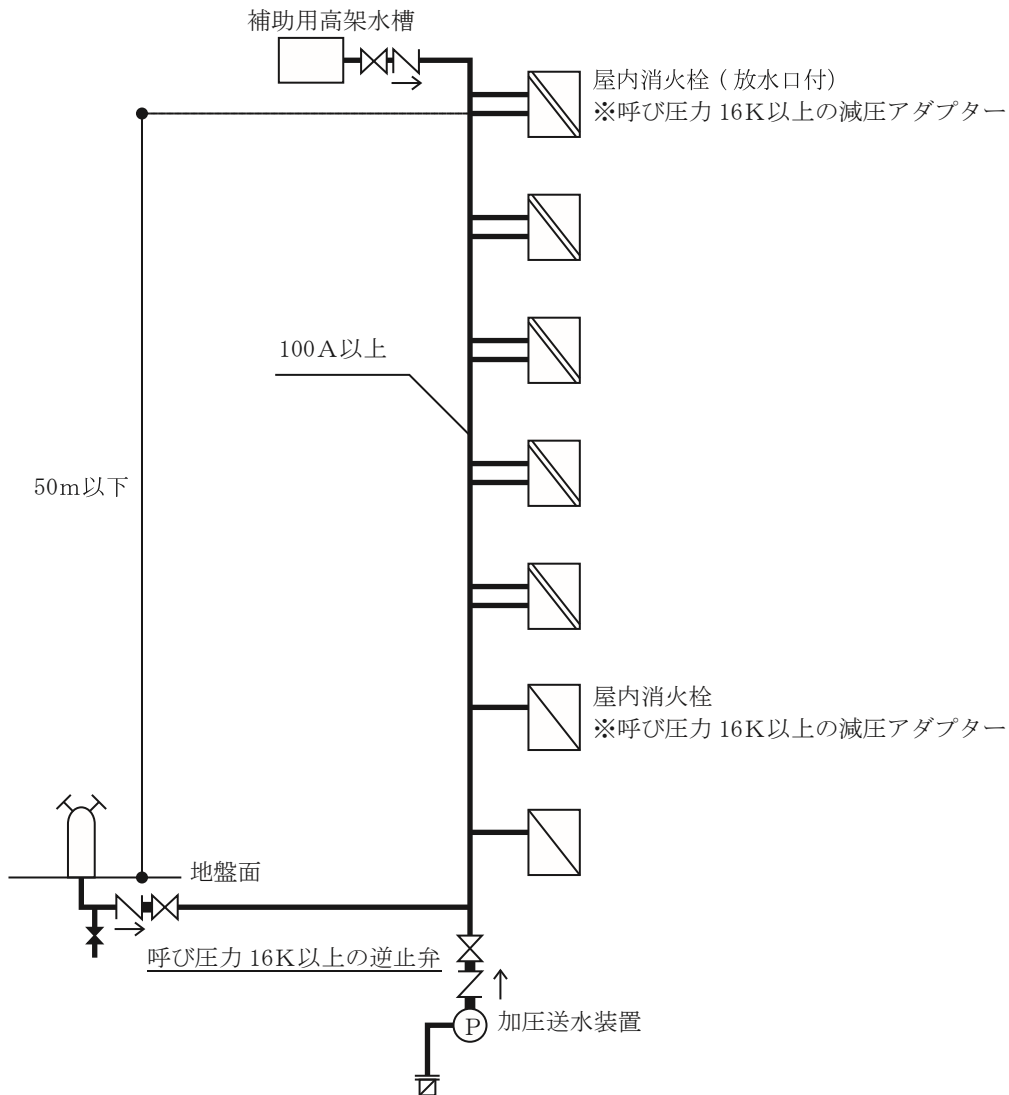 補助用高架水槽
屋内消火栓（放水口付）
※呼び圧力 16K以上の減圧アダプター
100A以上
50m以下
屋内消火栓
※呼び圧力 16K以上の減圧アダプター
地盤面
呼び圧力 16K以上の逆止弁
P
加圧送水装置